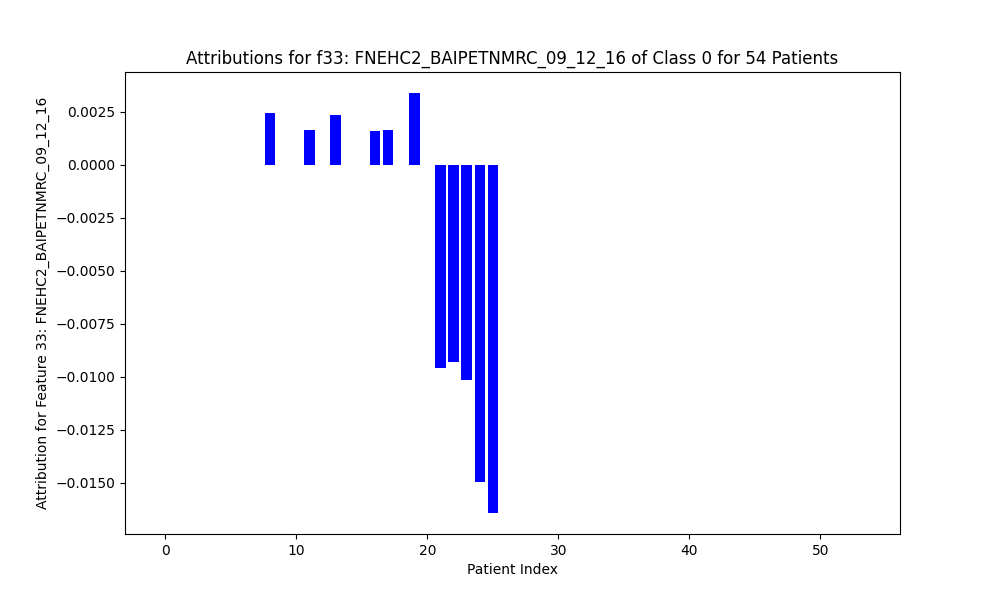 Attributions for f33: FNEHC2_BAIPETNMRC_09_12_16 of Class 0 for 54 Patients
Attribution for Feature 33: FNEHC2_BAIPETNMRC_09_12_16
0.0025
0.0000
−0.0025
−0.0050
−0.0075
−0.0100
−0.0125
−0.0150
0 10 20 30 40 50
Patient Index